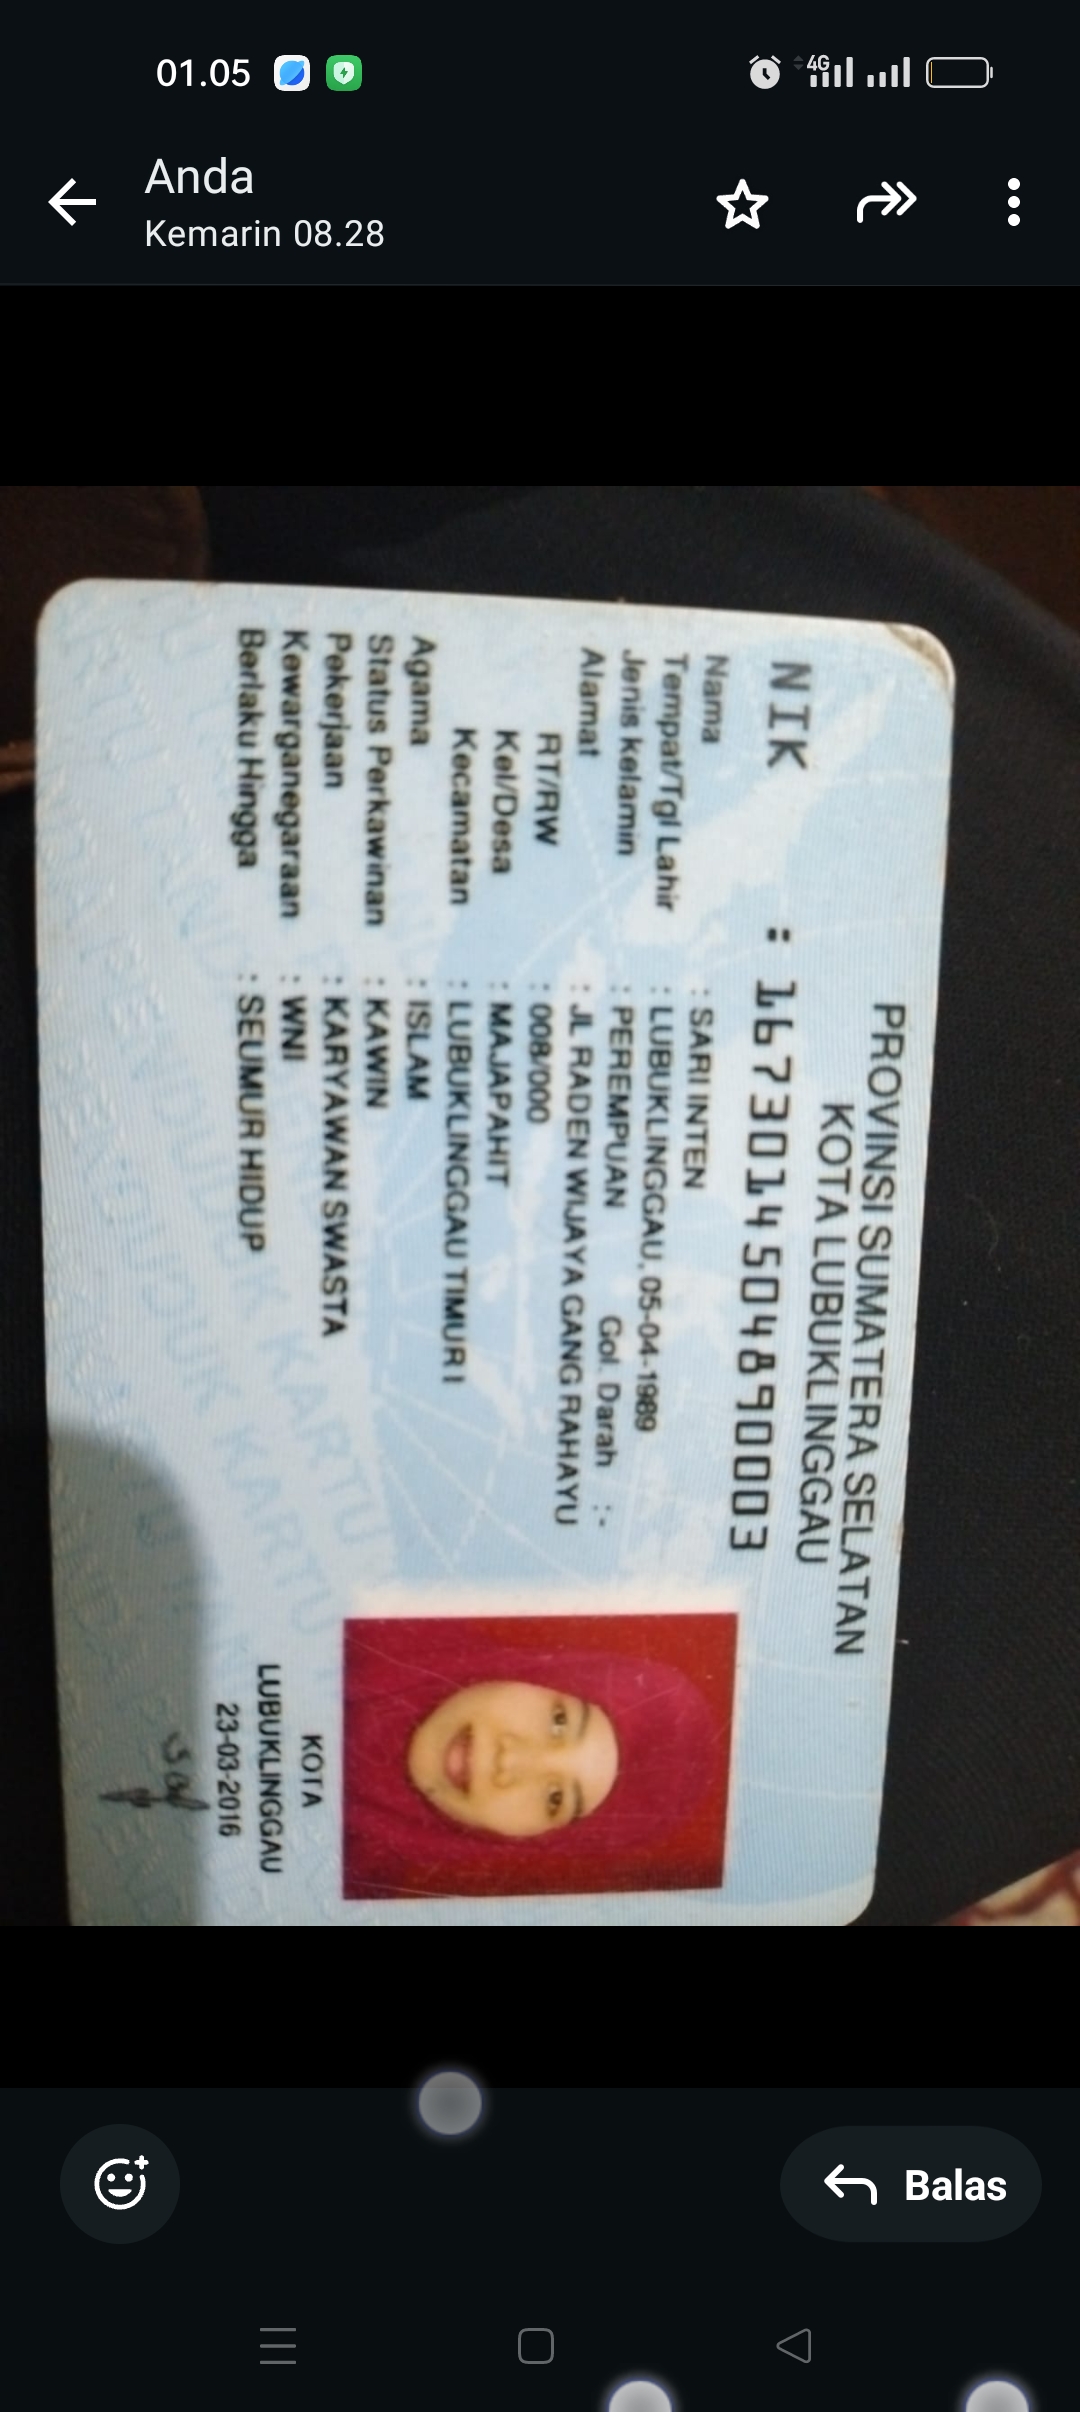 01.05
4G
Anda
Kemarin 08.28
PROVINSI SUMATERA SELATAN
KOTA LUBUKLINGGAU
NIK : 1673014504890003
Nama : SARI INTEN
Tempat/Tgl Lahir : LUBUKLINGGAU, 05-04-1989
Jenis kelamin : PEREMPUAN Gol. Darah : -
Alamat : JL RADEN WIJAYA GANG RAHAYU
RT/RW : 008/000
Kel/Desa : MAJAPAHIT
Kecamatan : LUBUKLINGGAU TIMUR I
Agama : ISLAM
Status Perkawinan : KAWIN
Pekerjaan : KARYAWAN SWASTA
Kewarganegaraan : WNI
Berlaku Hingga : SEUMUR HIDUP
KOTA
LUBUKLINGGAU
23-03-2016
Balas